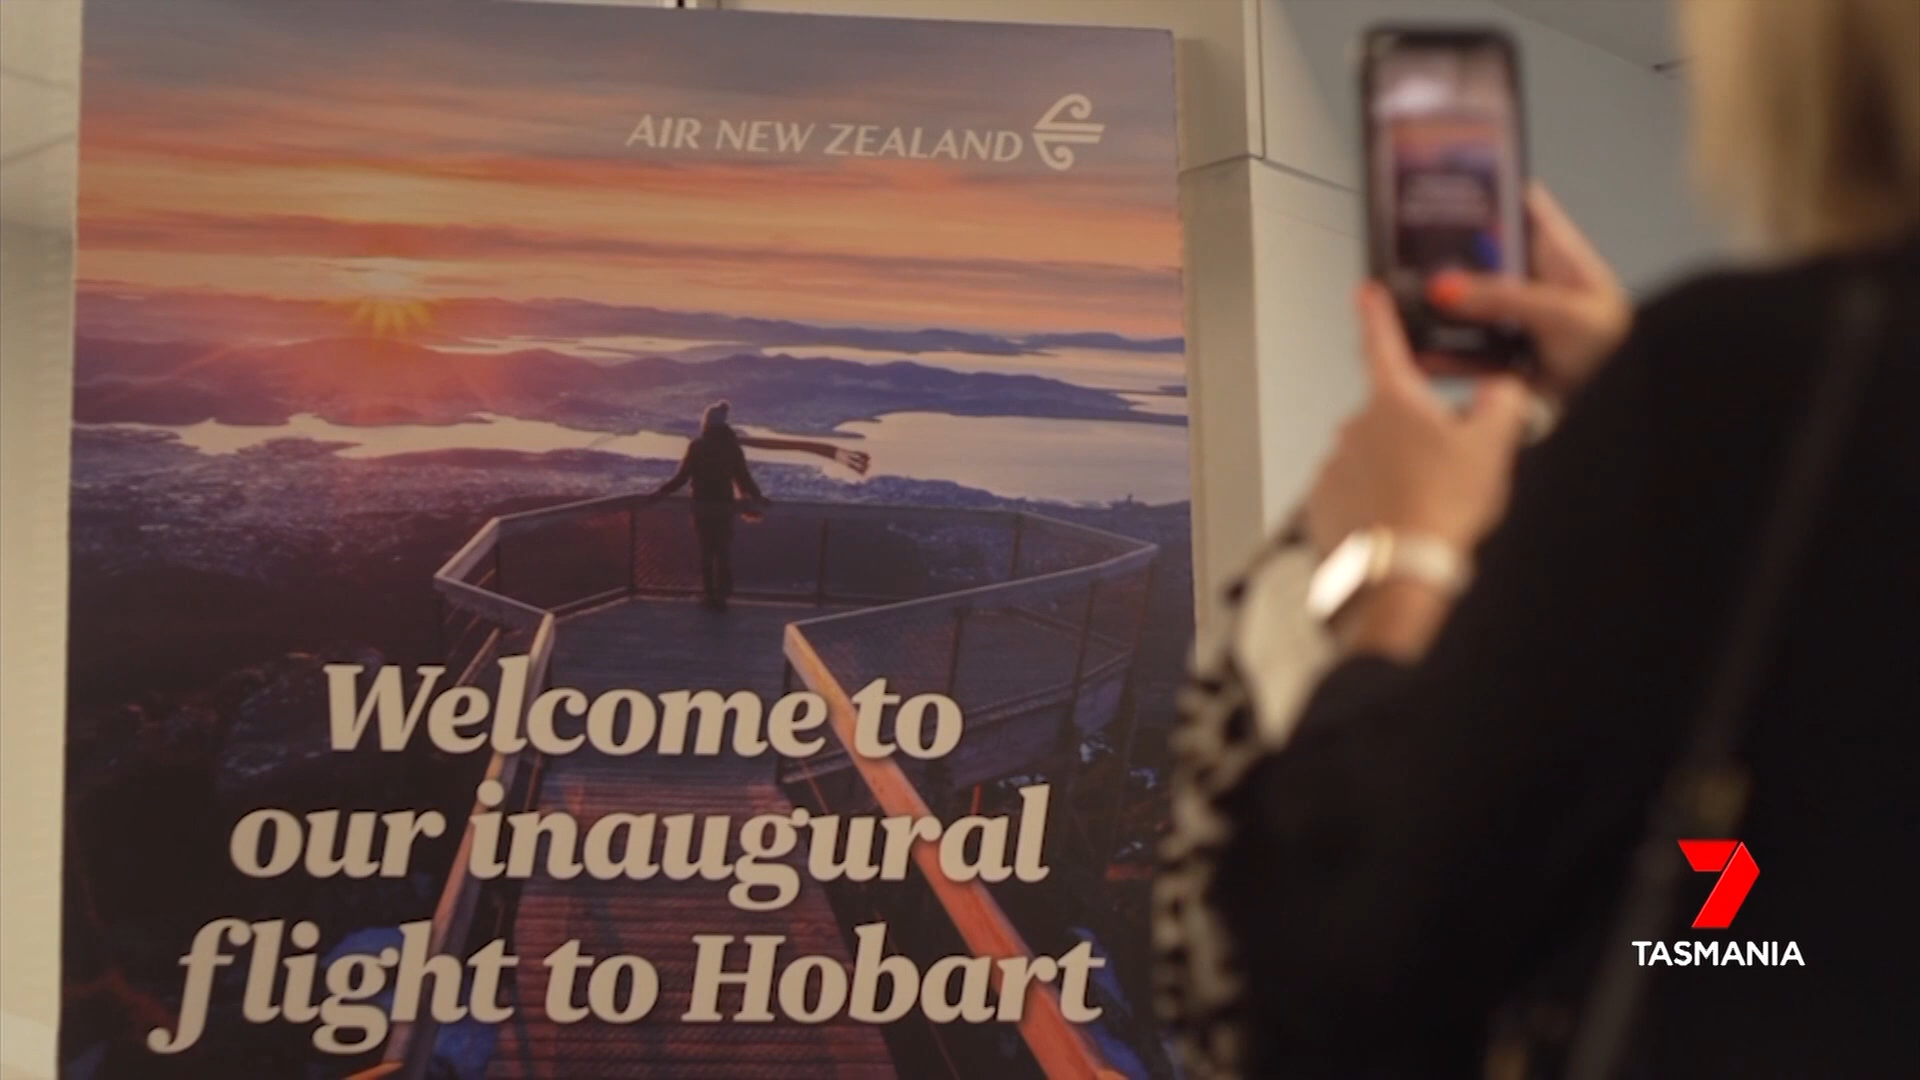 AIR NEW ZEALAND
Welcome to
our inaugural
flight to Hobart
7
TASMANIA